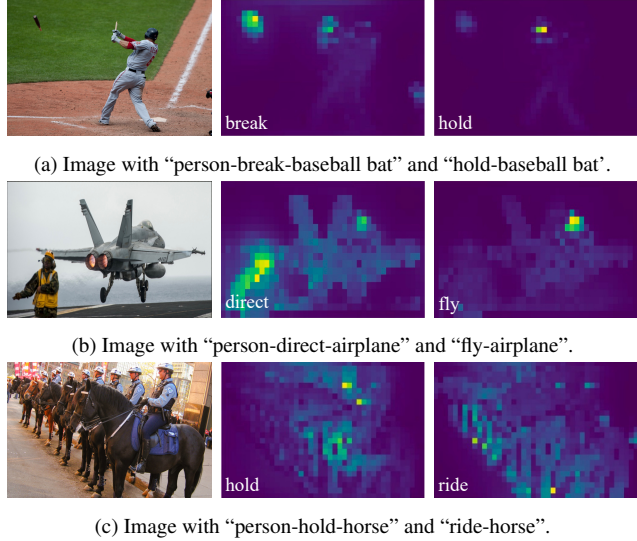 break
hold
(a) Image with “person-break-baseball bat” and “hold-baseball bat’.
direct
fly
(b) Image with “person-direct-airplane” and “fly-airplane”.
hold
ride
(c) Image with “person-hold-horse” and “ride-horse”.